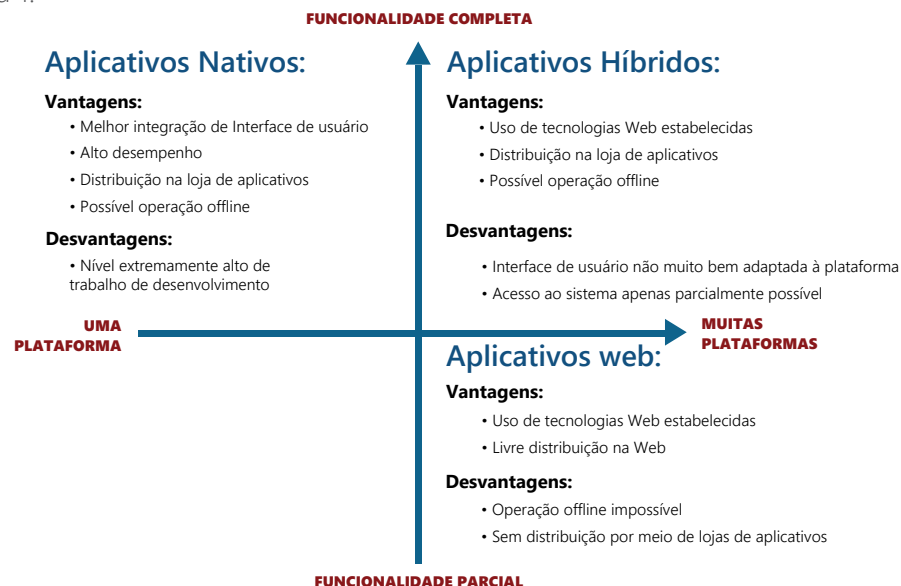 FUNCIONALIDADE COMPLETA
Aplicativos Nativos:
Vantagens:
• Melhor integração de Interface de usuário
• Alto desempenho
• Distribuição na loja de aplicativos
• Possível operação offline
Desvantagens:
• Nível extremamente alto de
trabalho de desenvolvimento
Aplicativos Híbridos:
Vantagens:
• Uso de tecnologias Web estabelecidas
• Distribuição na loja de aplicativos
• Possível operação offline
Desvantagens:
• Interface de usuário não muito bem adaptada à plataforma
• Acesso ao sistema apenas parcialmente possível
UMA
PLATAFORMA
MUITAS
PLATAFORMAS
Aplicativos web:
Vantagens:
• Uso de tecnologias Web estabelecidas
• Livre distribuição na Web
Desvantagens:
• Operação offline impossível
• Sem distribuição por meio de lojas de aplicativos
FUNCIONALIDADE PARCIAL